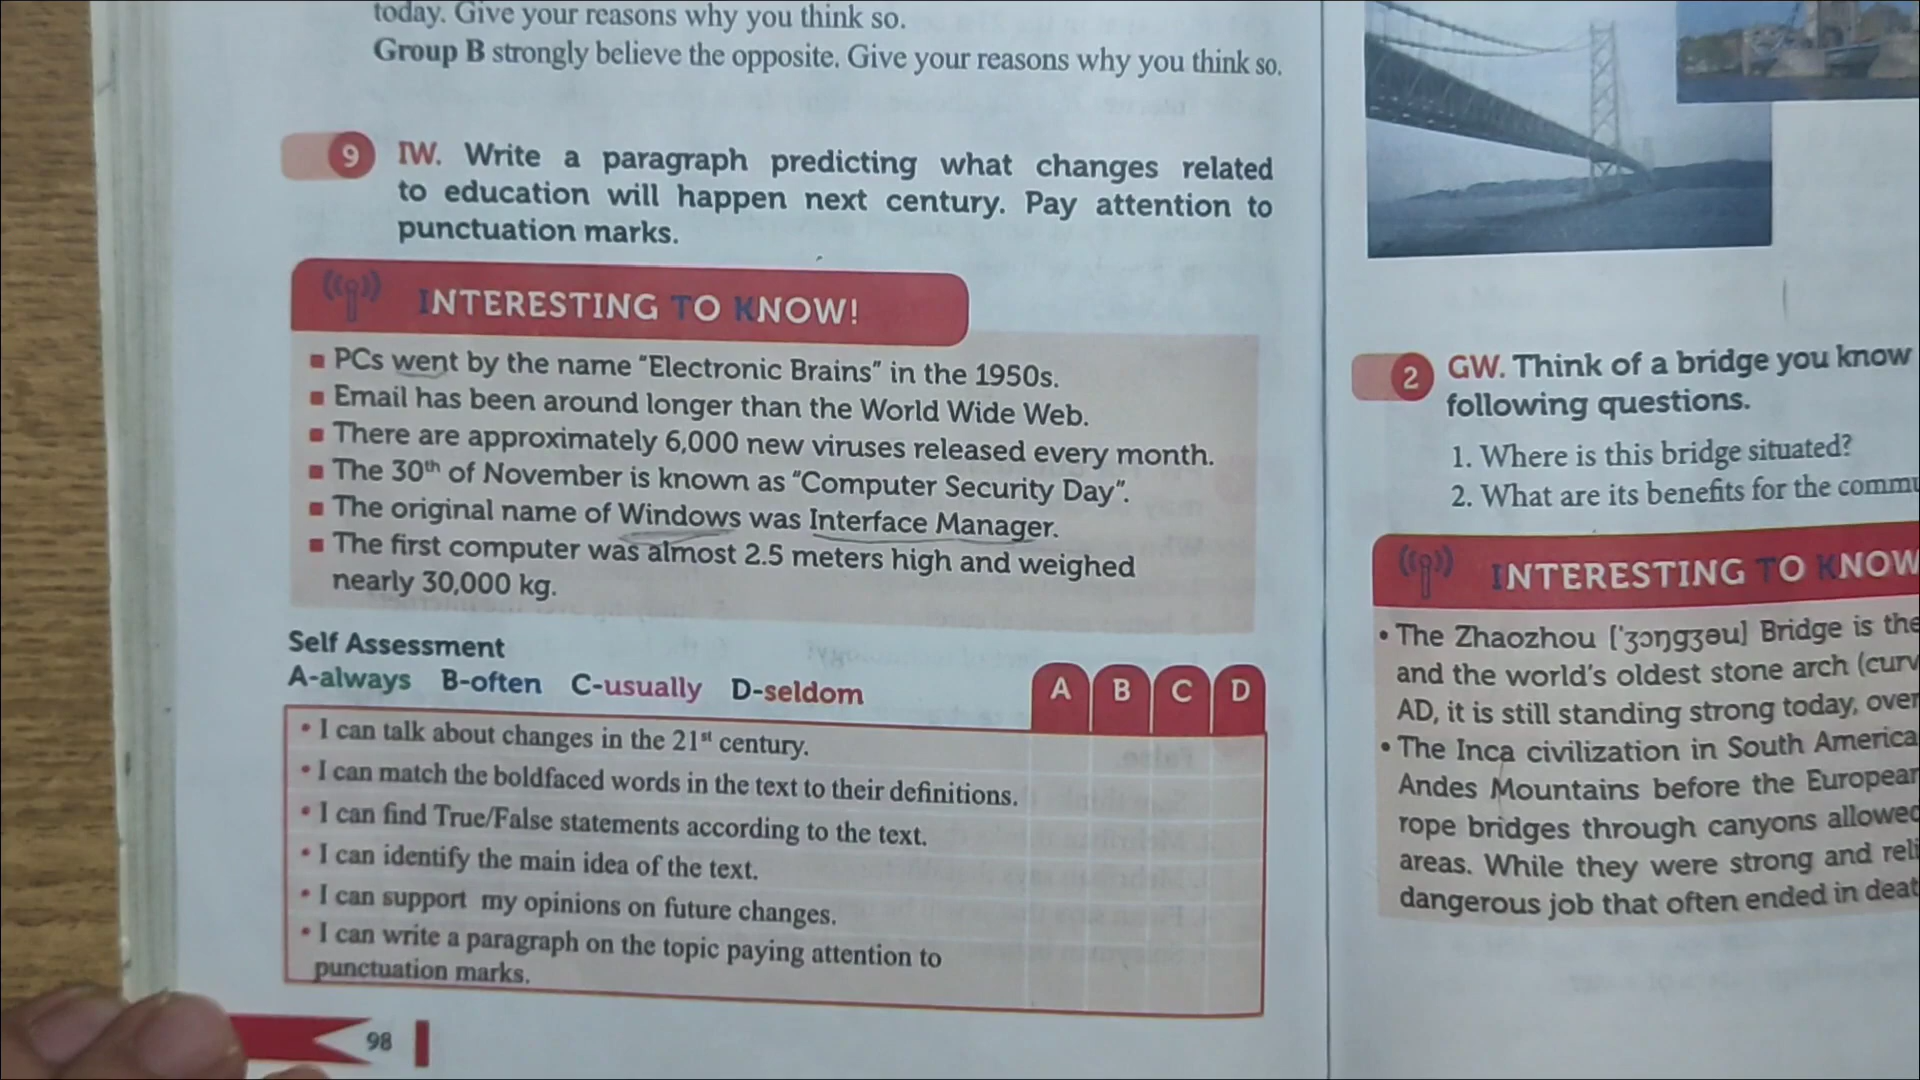 today. Give your reasons why you think so.
Group B strongly believe the opposite. Give your reasons why you think so.
9 IW. Write a paragraph predicting what changes related
to education will happen next century. Pay attention to
punctuation marks.
INTERESTING TO KNOW!
▪ PCs went by the name “Electronic Brains” in the 1950s.
▪ Email has been around longer than the World Wide Web.
▪ There are approximately 6,000 new viruses released every month.
▪ The 30th of November is known as “Computer Security Day”.
▪ The original name of Windows was Interface Manager.
▪ The first computer was almost 2.5 meters high and weighed
nearly 30,000 kg.
Self Assessment
A-always B-often C-usually D-seldom
A B C D
• I can talk about changes in the 21st century.
• I can match the boldfaced words in the text to their definitions.
• I can find True/False statements according to the text.
• I can identify the main idea of the text.
• I can support my opinions on future changes.
• I can write a paragraph on the topic paying attention to
punctuation marks.
98
2 GW. Think of a bridge you know
following questions.
1. Where is this bridge situated?
2. What are its benefits for the commu
INTERESTING TO KNOW
• The Zhaozhou [ˈʒɔŋgʒəu] Bridge is the
and the world’s oldest stone arch (curv
AD, it is still standing strong today, over
• The Inca civilization in South America
Andes Mountains before the European
rope bridges through canyons allowed
areas. While they were strong and reli
dangerous job that often ended in deat